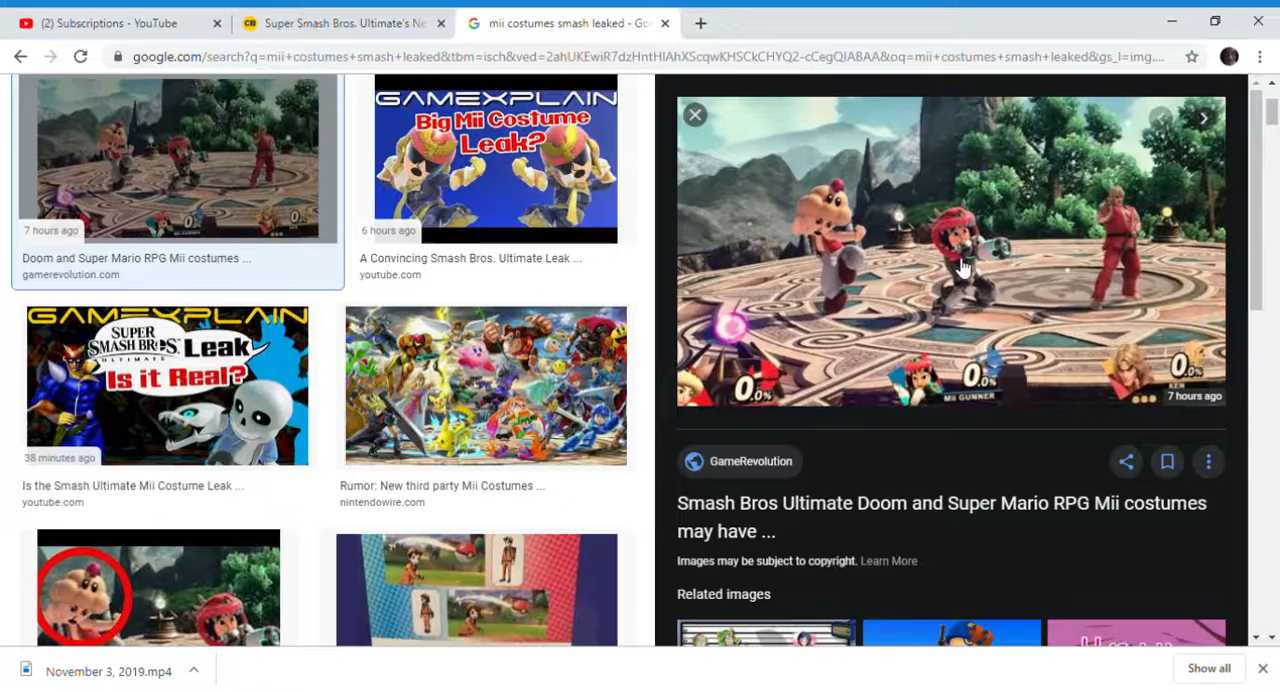 (2) Subscriptions - YouTube
Super Smash Bros. Ultimate's Ne
mii costumes smash leaked - Goo
google.com/search?q=mii+costumes+smash+leaked&tbm=isch&ved=2ahUKEwiR7dzHntHlAhXScqwKHSCkCHYQ2-cCegQIABAA&oq=mii+costumes+smash+leaked&gs_l=img....
7 hours ago
Doom and Super Mario RPG Mii costumes ...
gamerevolution.com
GAMEXPLAIN
Big Mii Costume
Leak?
6 hours ago
A Convincing Smash Bros. Ultimate Leak ...
youtube.com
GAMEXPLAIN
SUPER
SMASH BROS.
ULTIMATE
Leak
Is it Real?
38 minutes ago
Is the Smash Ultimate Mii Costume Leak ...
youtube.com
Rumor: New third party Mii Costumes ...
nintendowire.com
0.0%
0.0%
MII GUNNER
KEN
0.0%
7 hours ago
GameRevolution
Smash Bros Ultimate Doom and Super Mario RPG Mii costumes
may have ...
Images may be subject to copyright. Learn More
Related images
November 3, 2019.mp4
Show all